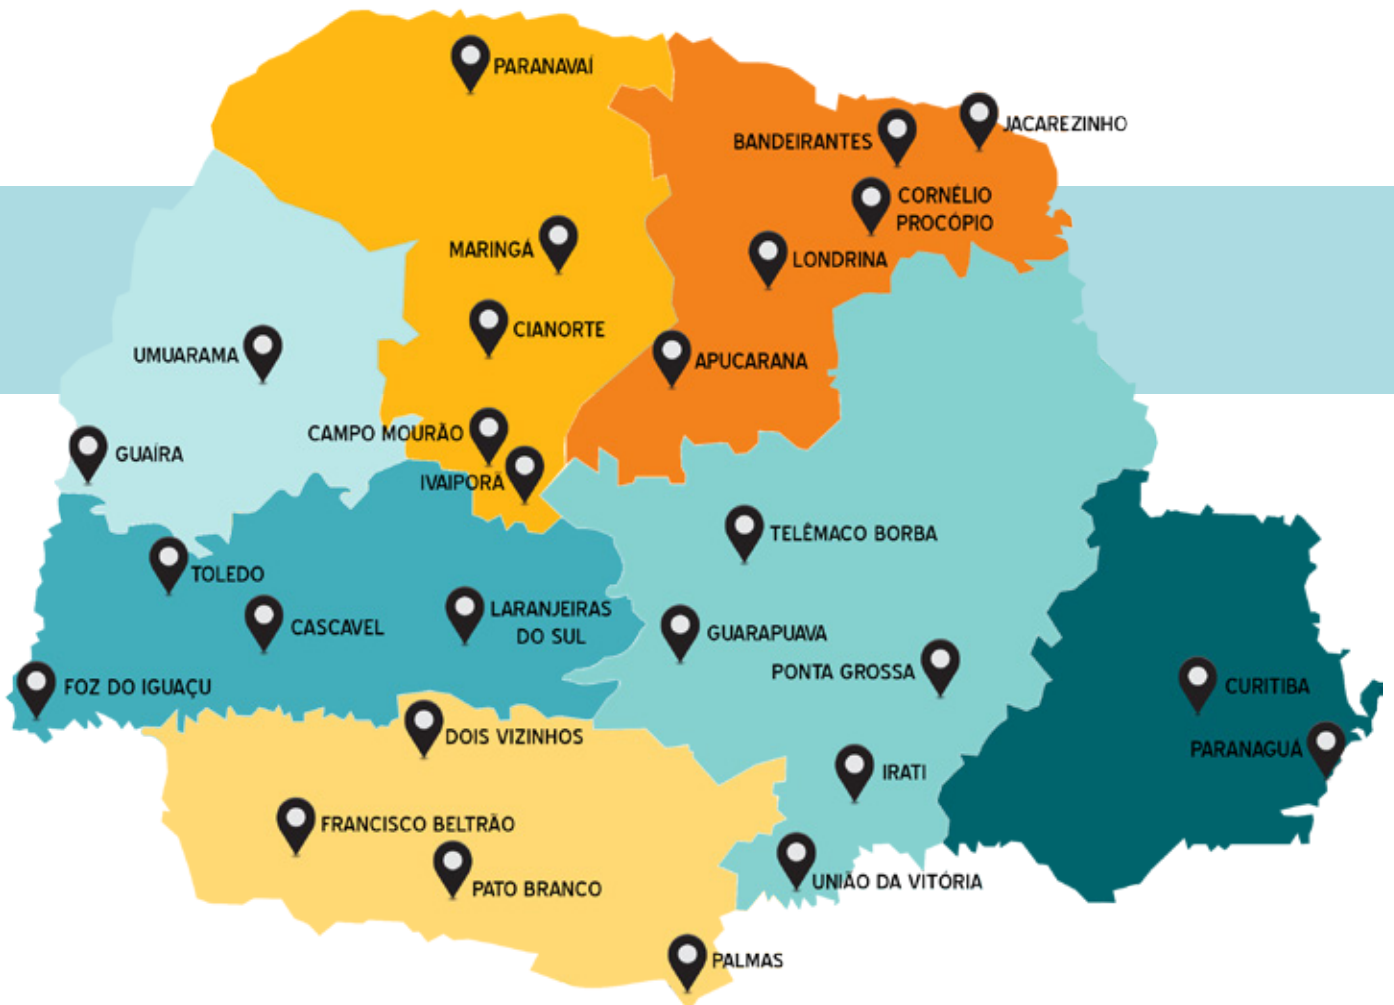 PARANAVAÍ
JACAREZINHO
BANDEIRANTES
CORNÉLIO
PROCÓPIO
MARINGÁ
LONDRINA
CIANORTE
UMUARAMA
APUCARANA
CAMPO MOURÃO
GUAÍRA
IVAIPORÃ
TELÊMACO BORBA
TOLEDO
LARANJEIRAS
DO SUL
CASCAVEL
GUARAPUAVA
PONTA GROSSA
FOZ DO IGUAÇU
CURITIBA
DOIS VIZINHOS
PARANAGUÁ
IRATI
FRANCISCO BELTRÃO
UNIÃO DA VITÓRIA
PATO BRANCO
PALMAS